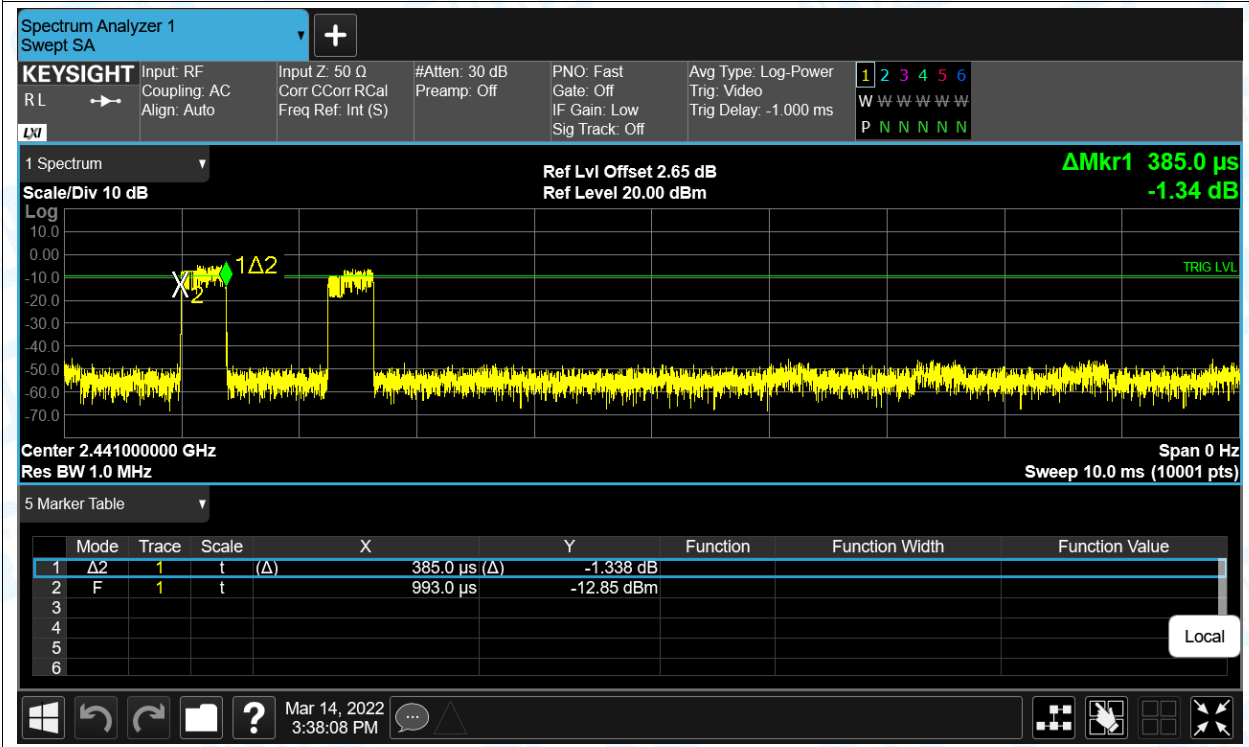 Spectrum Analyzer 1
Swept SA
KEYSIGHT
R L
LXI
Input: RF
Coupling: AC
Align: Auto
Input Z: 50 Ω
Corr CCorr RCal
Freq Ref: Int (S)
#Atten: 30 dB
Preamp: Off
PNO: Fast
Gate: Off
IF Gain: Low
Sig Track: Off
Avg Type: Log-Power
Trig: Video
Trig Delay: -1.000 ms
1 2 3 4 5 6
W W W W W W
P N N N N N
1 Spectrum
Scale/Div 10 dB
Ref Lvl Offset 2.65 dB
Ref Level 20.00 dBm
ΔMkr1 385.0 µs
-1.34 dB
Log
10.0
0.00
-10.0
-20.0
-30.0
-40.0
-50.0
-60.0
-70.0
1Δ2
2
TRIG LVL
Center 2.441000000 GHz
Res BW 1.0 MHz
Span 0 Hz
Sweep 10.0 ms (10001 pts)
5 Marker Table
Mode Trace Scale X Y Function Function Width Function Value
1 Δ2 1 t (Δ) 385.0 µs (Δ) -1.338 dB
2 F 1 t 993.0 µs -12.85 dBm
3
4
5
6
Local
?
Mar 14, 2022
3:38:08 PM